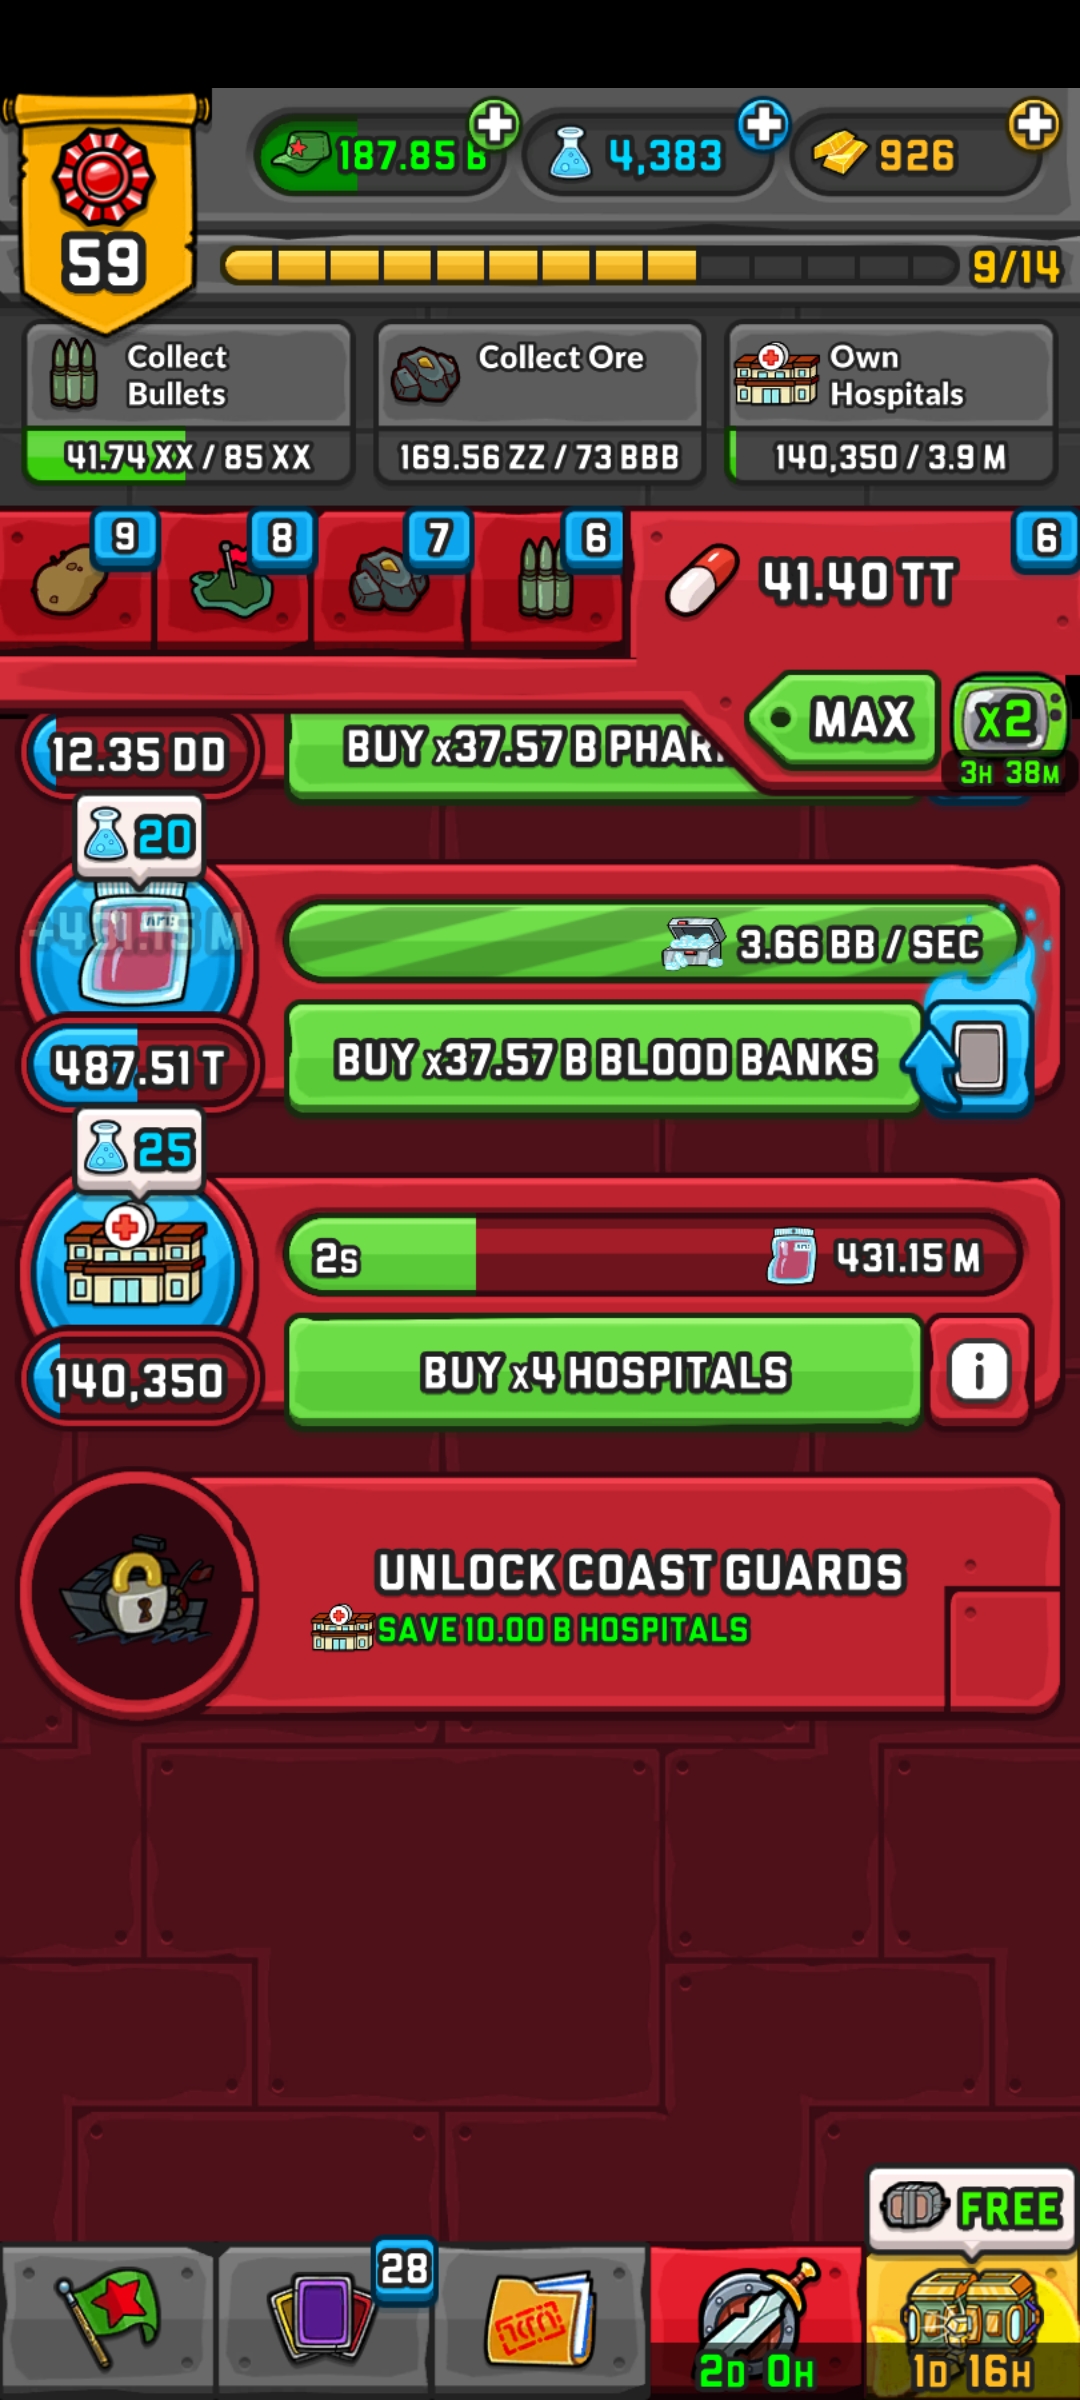 59
187.85 B
4,383
926
9/14
Collect
Bullets
41.74 XX / 85 XX
Collect Ore
169.56 ZZ / 73 BBB
Own
Hospitals
140,350 / 3.9 M
9
8
7
6
41.40 TT
6
12.35 DD
BUY x37.57 B PHAR
MAX
x2
3H 38M
20
+431.15 M
3.66 BB / SEC
487.51 T
BUY x37.57 B BLOOD BANKS
25
2s
431.15 M
140,350
BUY x4 HOSPITALS
i
UNLOCK COAST GUARDS
SAVE 10.00 B HOSPITALS
FREE
28
2D 0H
1D 16H